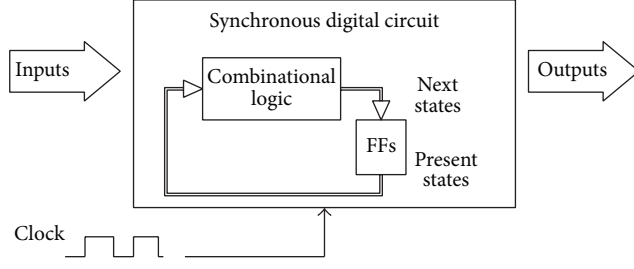 Synchronous digital circuit
Inputs
Combinational
logic
Next
states
Outputs
FFs
Present
states
Clock